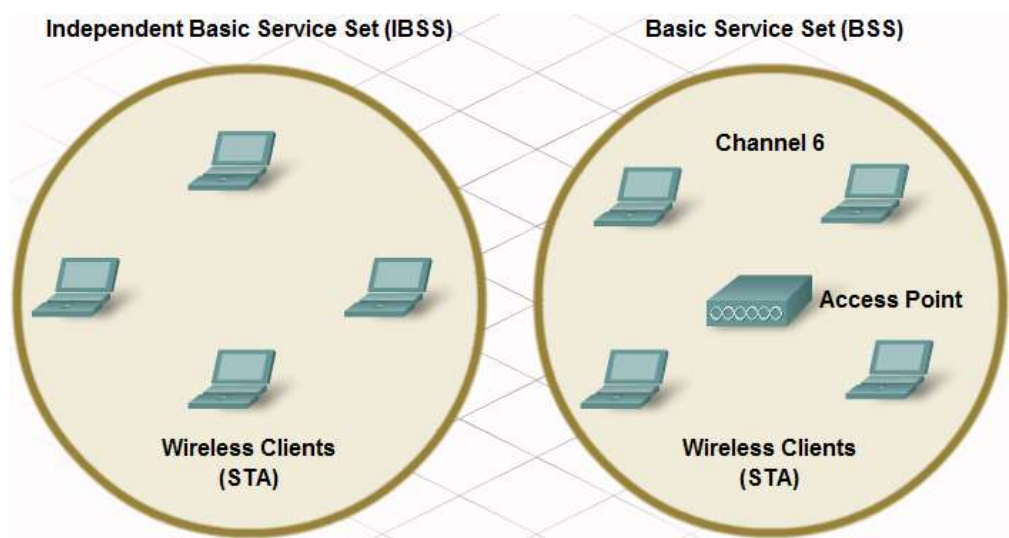 Independent Basic Service Set (IBSS)
Basic Service Set (BSS)
Channel 6
Access Point
Wireless Clients
(STA)
Wireless Clients
(STA)